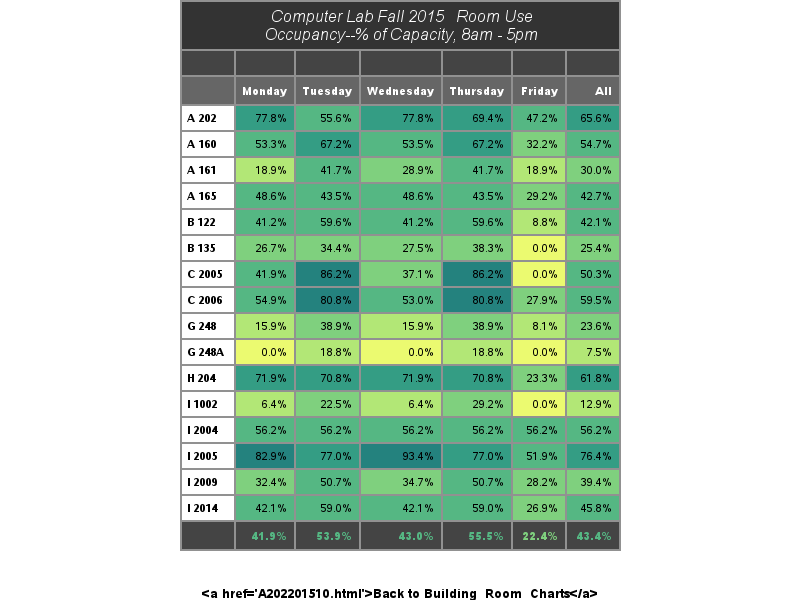 Computer Lab Fall 2015 Room Use
Occupancy--% of Capacity, 8am - 5pm
Monday Tuesday Wednesday Thursday Friday All
A 202 77.8% 55.6% 77.8% 69.4% 47.2% 65.6%
A 160 53.3% 67.2% 53.5% 67.2% 32.2% 54.7%
A 161 18.9% 41.7% 28.9% 41.7% 18.9% 30.0%
A 165 48.6% 43.5% 48.6% 43.5% 29.2% 42.7%
B 122 41.2% 59.6% 41.2% 59.6% 8.8% 42.1%
B 135 26.7% 34.4% 27.5% 38.3% 0.0% 25.4%
C 2005 41.9% 86.2% 37.1% 86.2% 0.0% 50.3%
C 2006 54.9% 80.8% 53.0% 80.8% 27.9% 59.5%
G 248 15.9% 38.9% 15.9% 38.9% 8.1% 23.6%
G 248A 0.0% 18.8% 0.0% 18.8% 0.0% 7.5%
H 204 71.9% 70.8% 71.9% 70.8% 23.3% 61.8%
I 1002 6.4% 22.5% 6.4% 29.2% 0.0% 12.9%
I 2004 56.2% 56.2% 56.2% 56.2% 56.2% 56.2%
I 2005 82.9% 77.0% 93.4% 77.0% 51.9% 76.4%
I 2009 32.4% 50.7% 34.7% 50.7% 28.2% 39.4%
I 2014 42.1% 59.0% 42.1% 59.0% 26.9% 45.8%
41.9% 53.9% 43.0% 55.5% 22.4% 43.4%
<a href='A202201510.html'>Back to Building Room Charts</a>